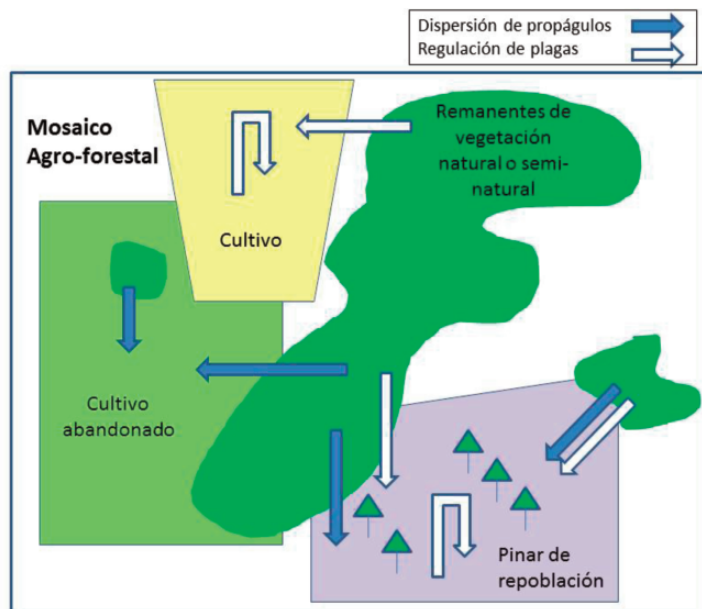 Dispersión de propágulos
Regulación de plagas
Mosaico
Agro-forestal
Remanentes de
vegetación
natural o semi-
natural
Cultivo
Cultivo
abandonado
Pinar de
repoblación